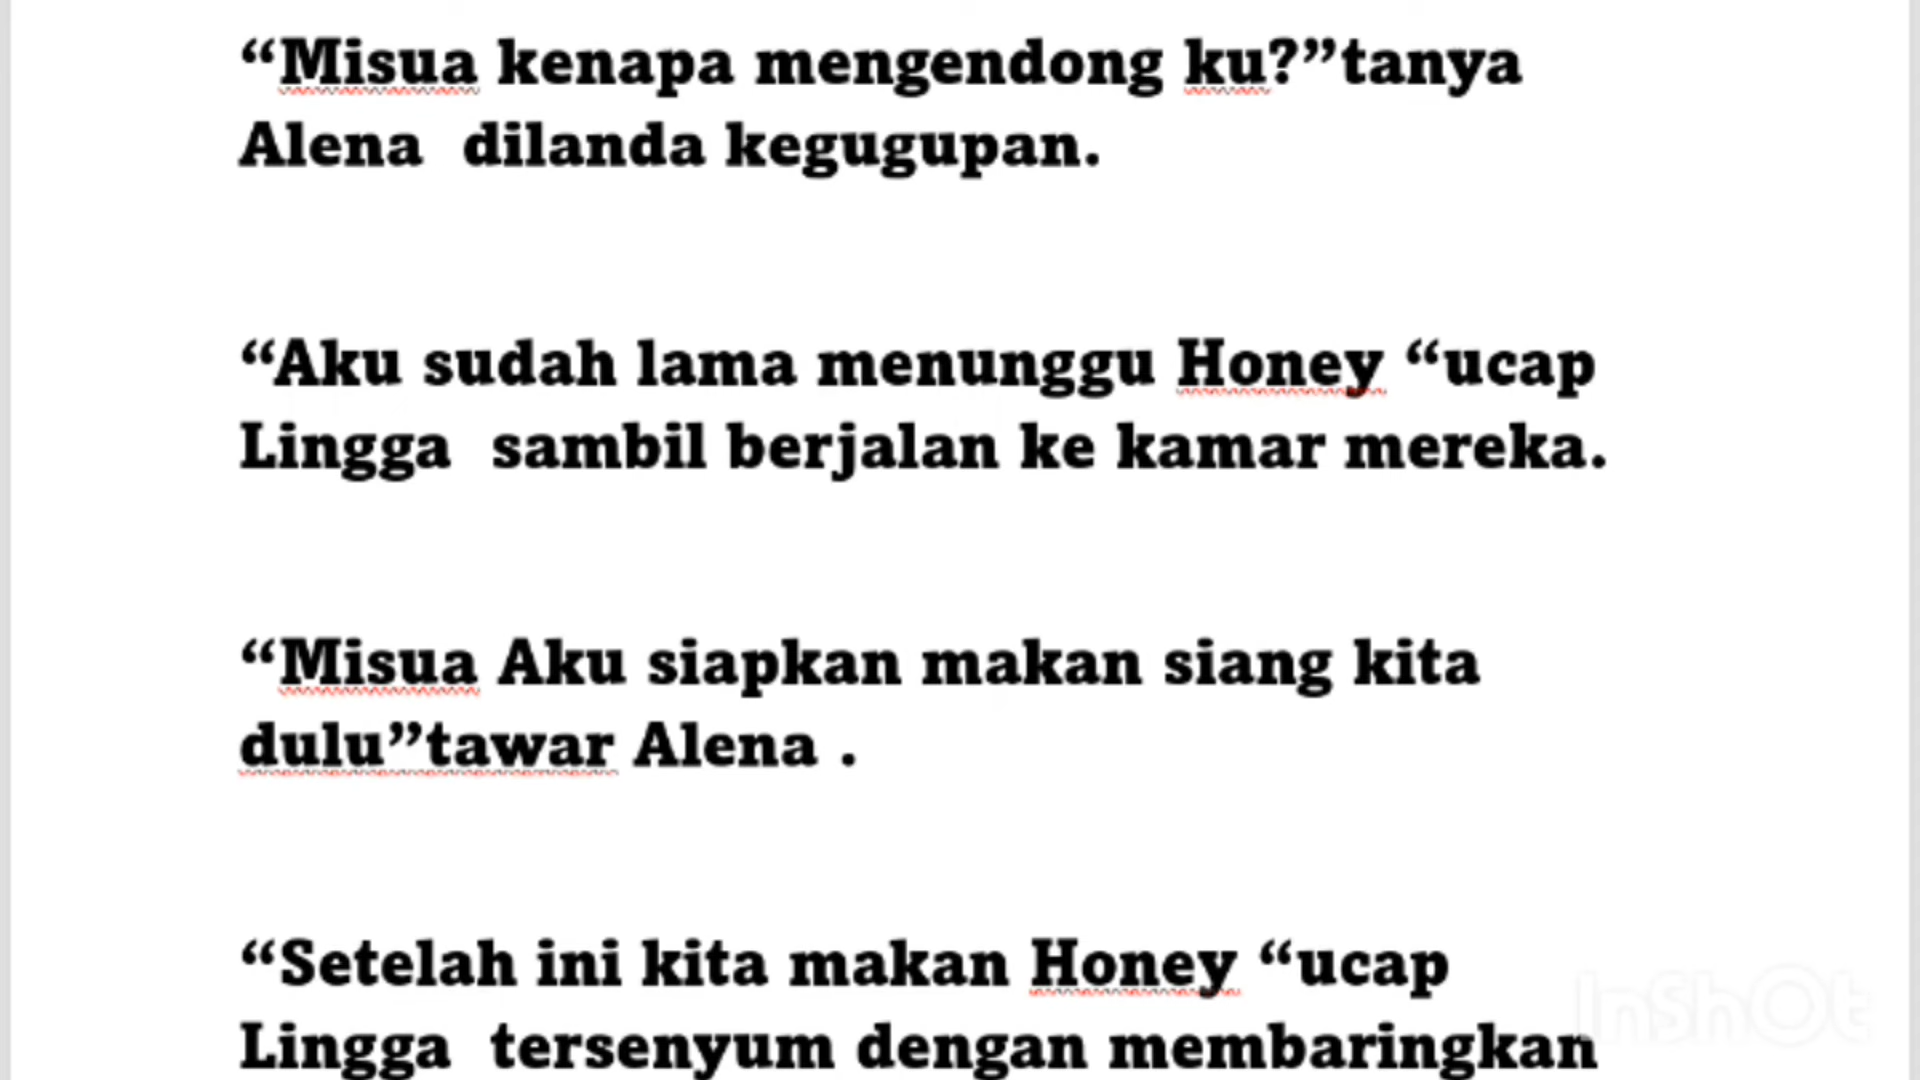 “Misua kenapa mengendong ku?”tanya
Alena  dilanda kegugupan.
“Aku sudah lama menunggu Honey “ucap
Lingga  sambil berjalan ke kamar mereka.
“Misua Aku siapkan makan siang kita
dulu”tawar Alena .
“Setelah ini kita makan Honey “ucap
Lingga  tersenyum dengan membaringkan
InShOt